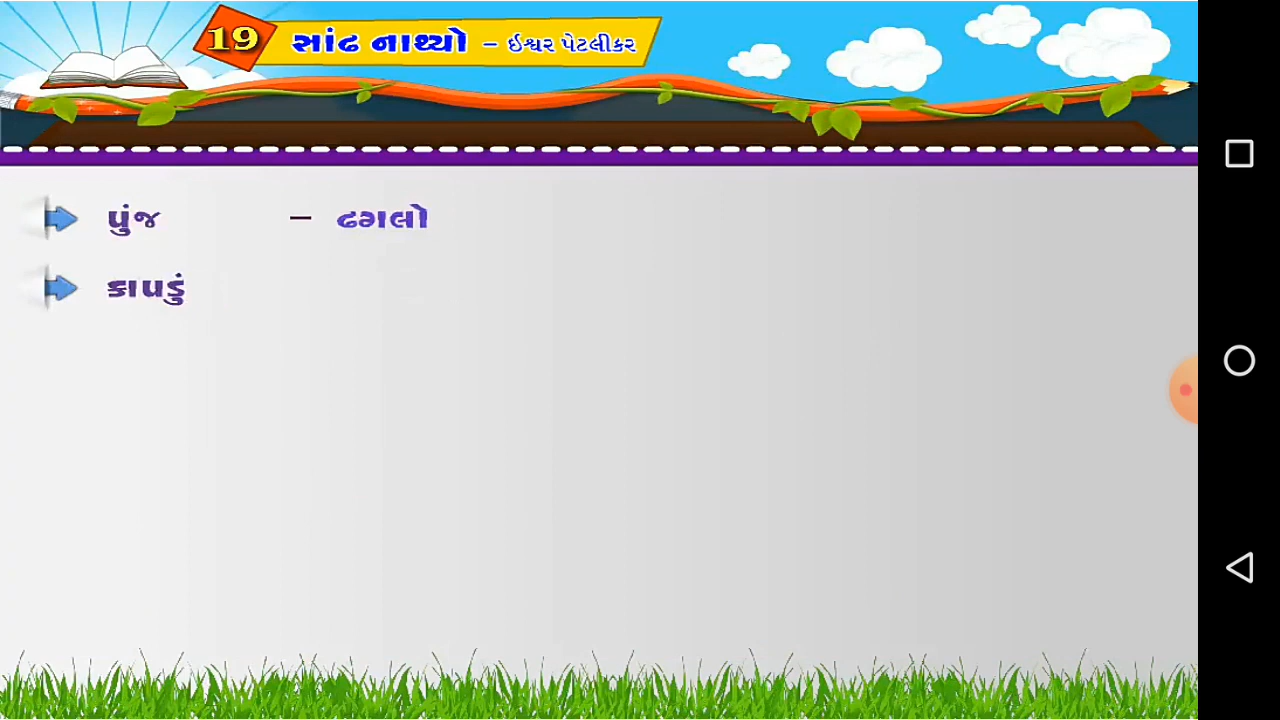 19 સાંઢ નાથ્યો – ઈશ્વર પેટલીકર
પુંજ – ઢગલો
કાપડું